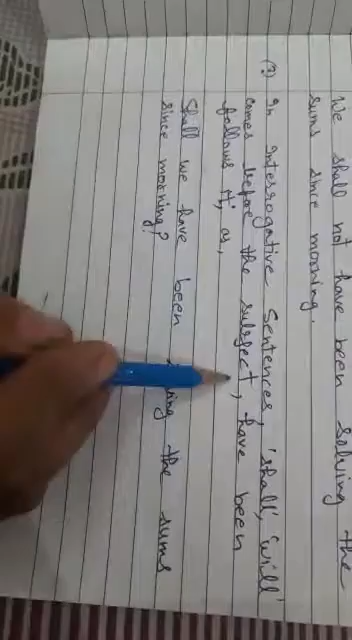 We shall not have been solving the
sums since morning.
(3) In Interrogative Sentences, 'shall', 'will'
comes before the subject, have been
follows it, as,
Shall we have been the sums
since morning?